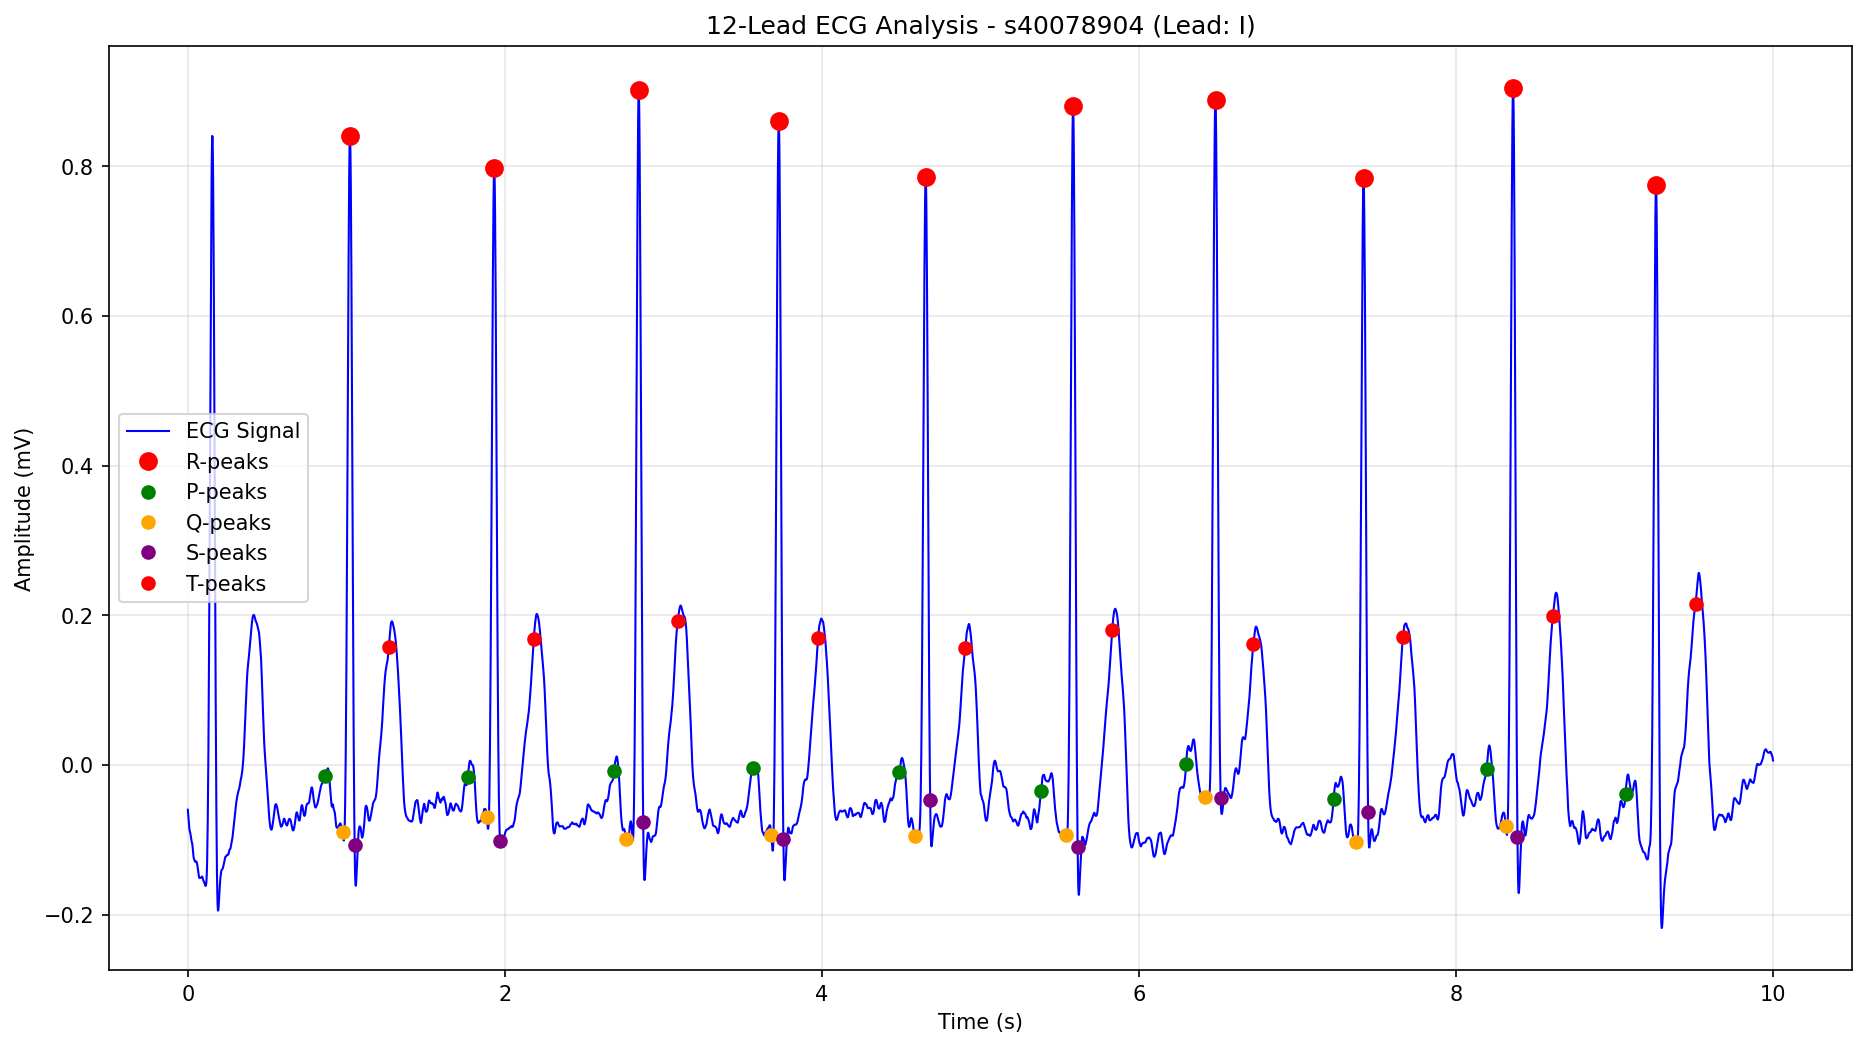 12-Lead ECG Analysis - s40078904 (Lead: I)
Amplitude (mV)
0.8
0.6
0.4
0.2
0.0
−0.2
ECG Signal
R-peaks
P-peaks
Q-peaks
S-peaks
T-peaks
0 2 4 6 8 10
Time (s)